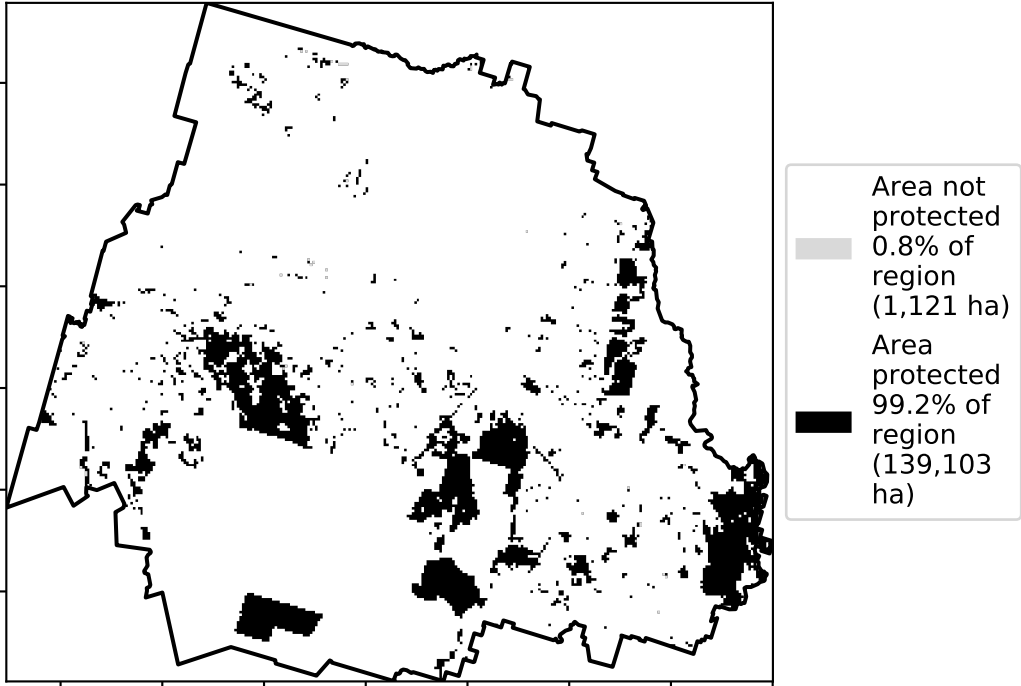 Area not
protected
0.8% of
region
(1,121 ha)
Area
protected
99.2% of
region
(139,103
ha)